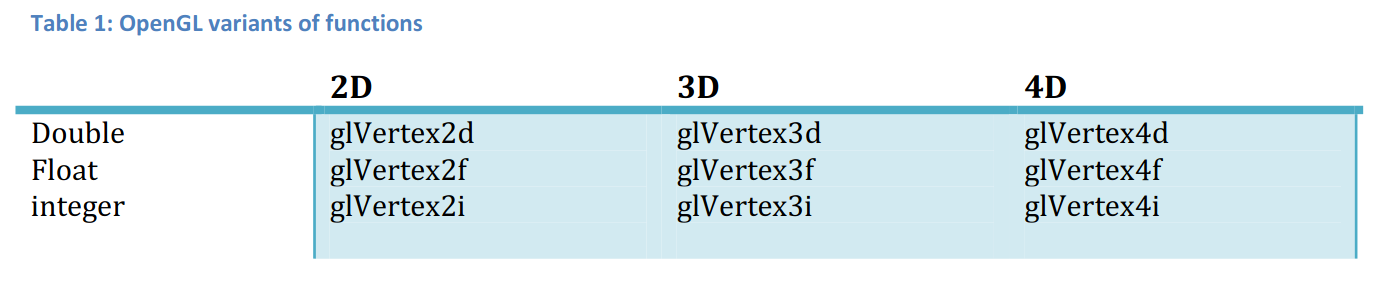 Table 1: OpenGL variants of functions
2D 3D 4D
Double glVertex2d glVertex3d glVertex4d
Float glVertex2f glVertex3f glVertex4f
integer glVertex2i glVertex3i glVertex4i